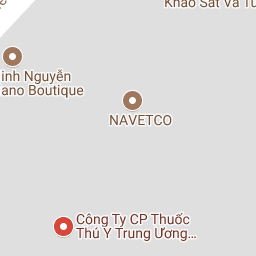 Khảo Sát Và Tư
inh Nguyễn
ano Boutique
NAVETCO
Công Ty CP Thuốc
Thú Y Trung Ương...